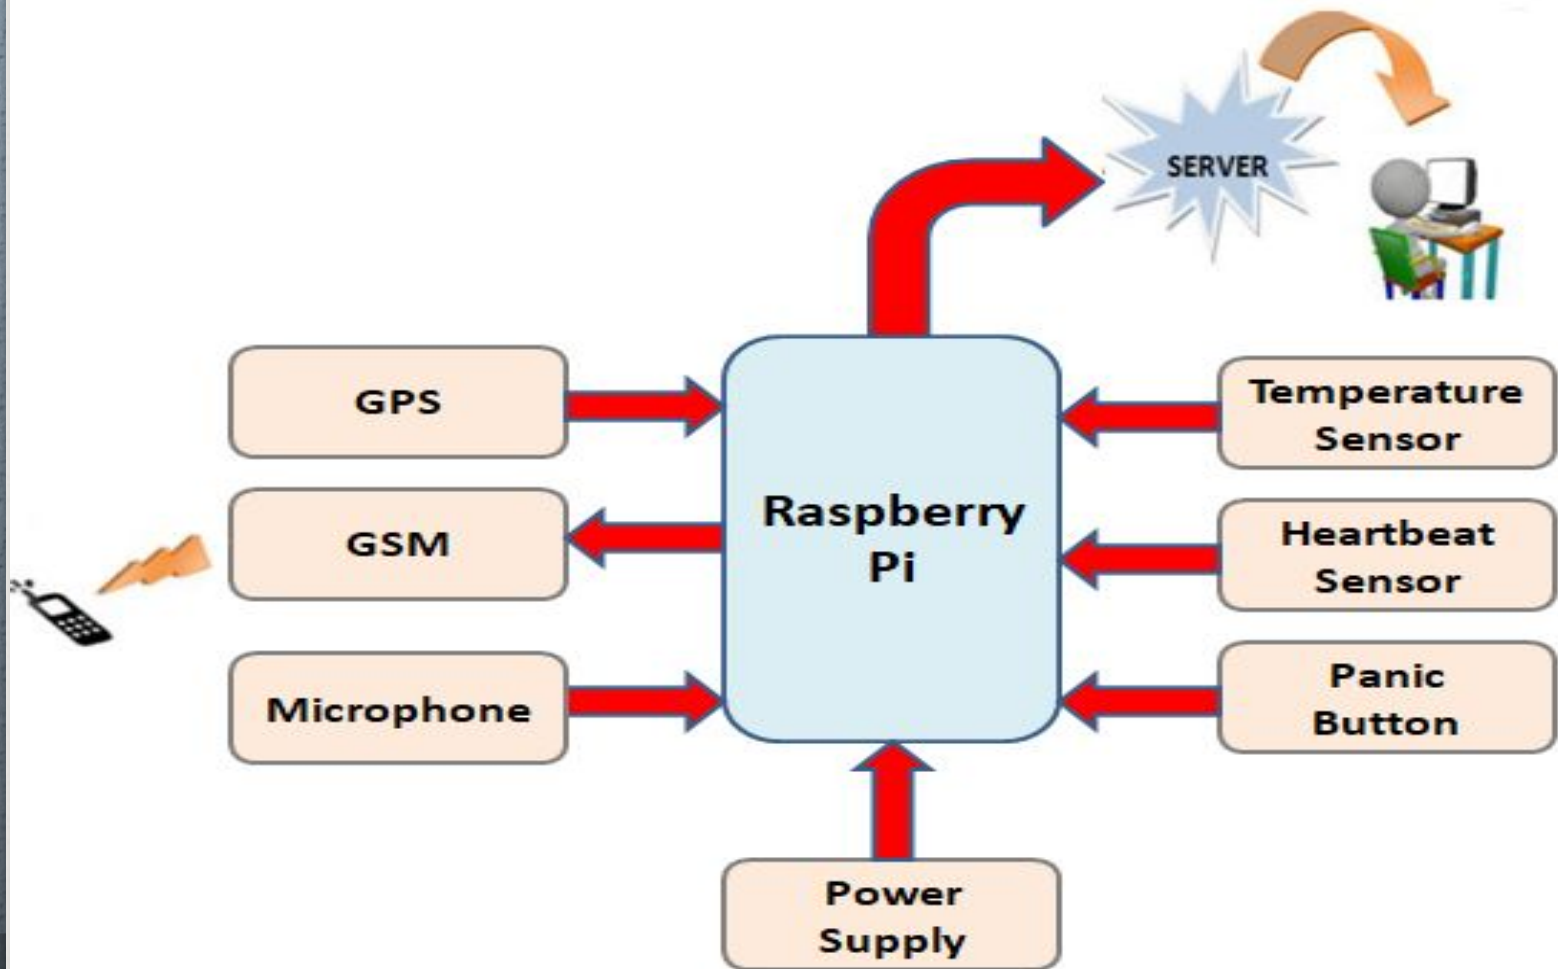 SERVER
GPS
Temperature
Sensor
Raspberry
Pi
GSM
Heartbeat
Sensor
Microphone
Panic
Button
Power
Supply